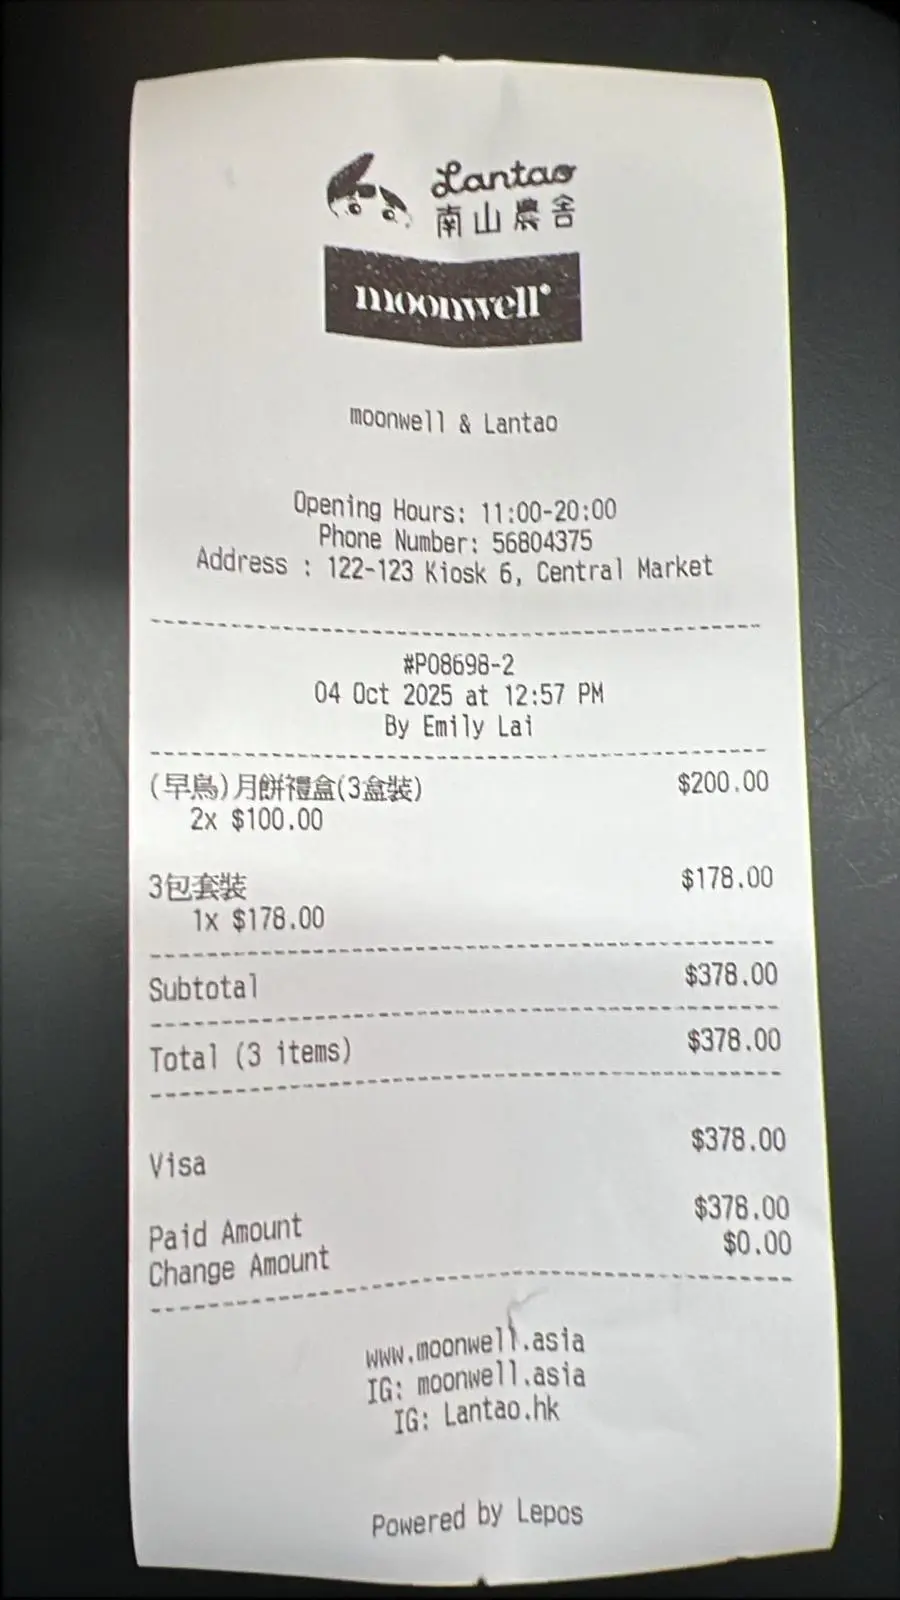 Lantao
南山農舍
moonwell
moonwell & Lantao
Opening Hours: 11:00-20:00
Phone Number: 56804375
Address : 122-123 Kiosk 6, Central Market
#P08698-2
04 Oct 2025 at 12:57 PM
By Emily Lai
(早鳥)月餅禮盒(3盒裝) $200.00
2x $100.00
3包套裝 $178.00
1x $178.00
Subtotal $378.00
Total (3 items) $378.00
Visa $378.00
Paid Amount $378.00
Change Amount $0.00
www.moonwell.asia
IG: moonwell.asia
IG: Lantao.hk
Powered by Lepos